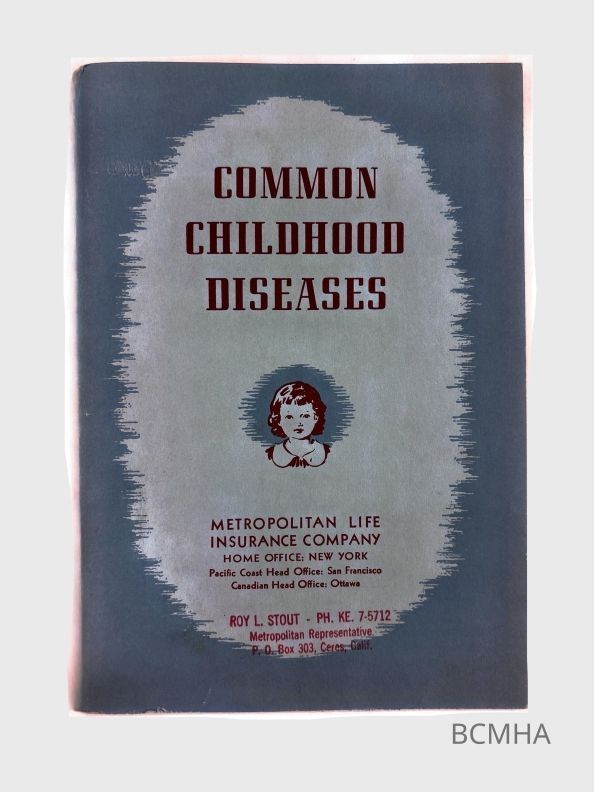 COMMON
CHILDHOOD
DISEASES
METROPOLITAN LIFE
INSURANCE COMPANY
HOME OFFICE: NEW YORK
Pacific Coast Head Office: San Francisco
Canadian Head Office: Ottawa
ROY L. STOUT - PH. KE. 7-5712
Metropolitan Representative
P. O. Box 303, Ceres, Calif.
BCMHA